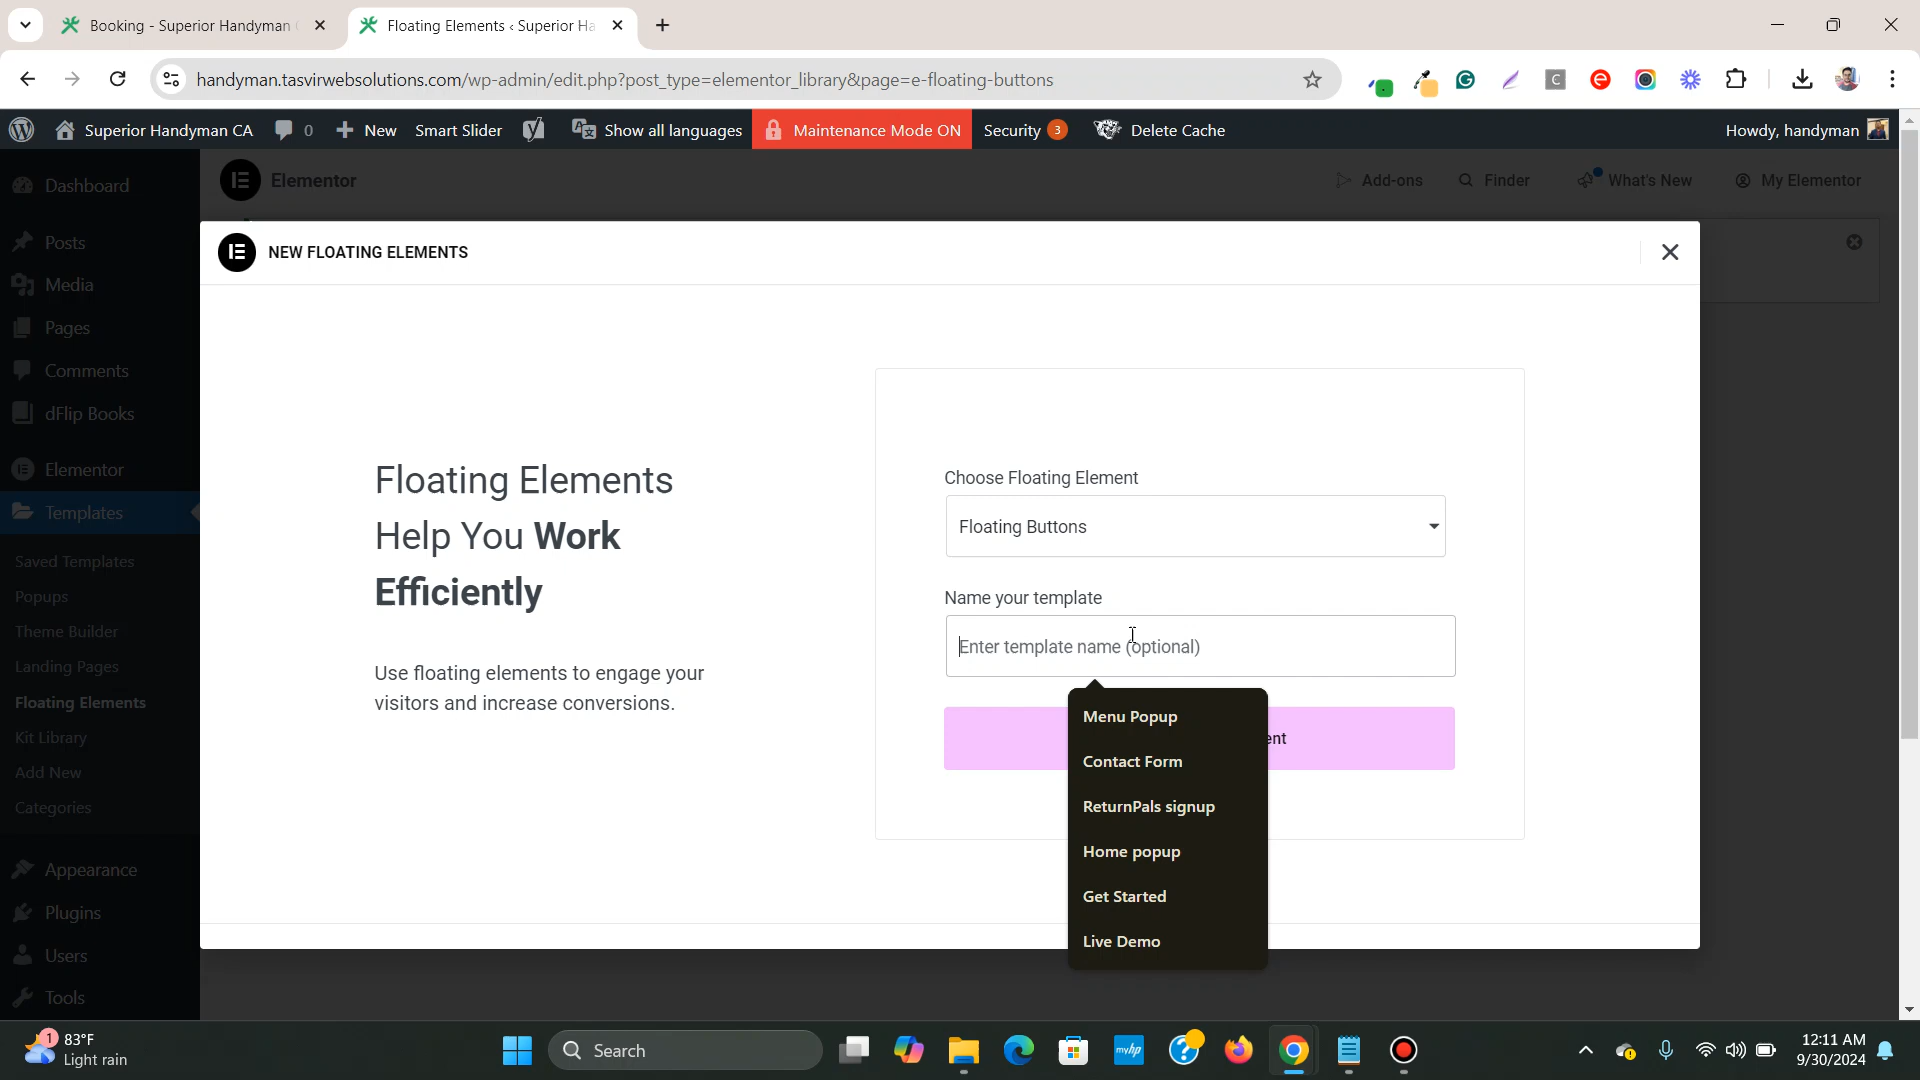 Booking - Superior Handyman
Floating Elements ‹ Superior Ha
handyman.tasvirwebsolutions.com/wp-admin/edit.php?post_type=elementor_library&page=e-floating-buttons
Superior Handyman CA
0
New
Smart Slider
Show all languages
Maintenance Mode ON
Security 3
Delete Cache
Howdy, handyman
Dashboard
Posts
Media
Pages
Comments
dFlip Books
Elementor
Templates
Saved Templates
Popups
Theme Builder
Landing Pages
Floating Elements
Kit Library
Add New
Categories
Appearance
Plugins
Users
Tools
Elementor
Add-ons
Finder
What's New
My Elementor
NEW FLOATING ELEMENTS
Floating Elements
Help You Work
Efficiently
Use floating elements to engage your
visitors and increase conversions.
Choose Floating Element
Floating Buttons
Name your template
Enter template name (optional)
ent
Menu Popup
Contact Form
ReturnPals signup
Home popup
Get Started
Live Demo
1
83°F
Light rain
Search
myhp
12:11 AM
9/30/2024